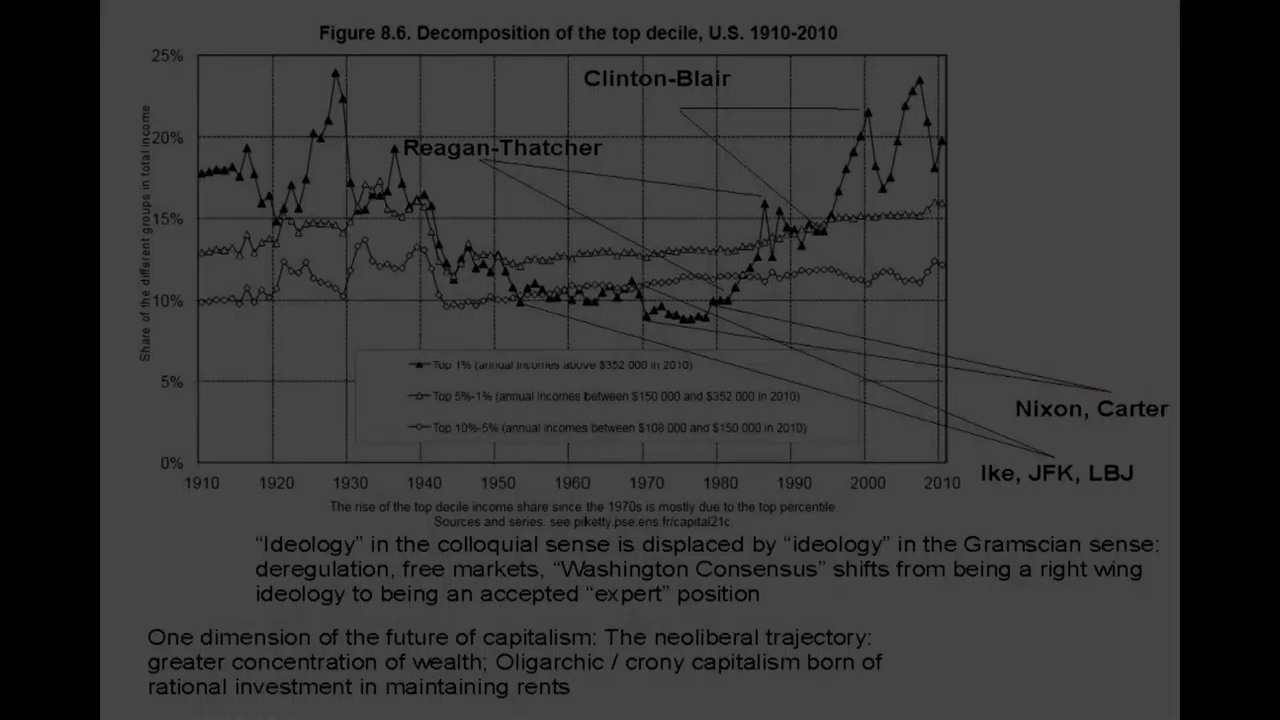 Figure 8.6. Decomposition of the top decile, U.S. 1910-2010
25%
20%
15%
10%
5%
0%
Share of the different groups in total income
Clinton-Blair
Reagan-Thatcher
Top 1% (annual incomes above $352 000 in 2010)
Top 5%-1% (annual incomes between $150 000 and $352 000 in 2010)
Top 10%-5% (annual incomes between $108 000 and $150 000 in 2010)
Nixon, Carter
Ike, JFK, LBJ
1910 1920 1930 1940 1950 1960 1970 1980 1990 2000 2010
The rise of the top decile income share since the 1970s is mostly due to the top percentile.
Sources and series: see piketty.pse.ens.fr/capital21c.
“Ideology” in the colloquial sense is displaced by “ideology” in the Gramscian sense:
deregulation, free markets, “Washington Consensus” shifts from being a right wing
ideology to being an accepted “expert” position
One dimension of the future of capitalism: The neoliberal trajectory:
greater concentration of wealth; Oligarchic / crony capitalism born of
rational investment in maintaining rents